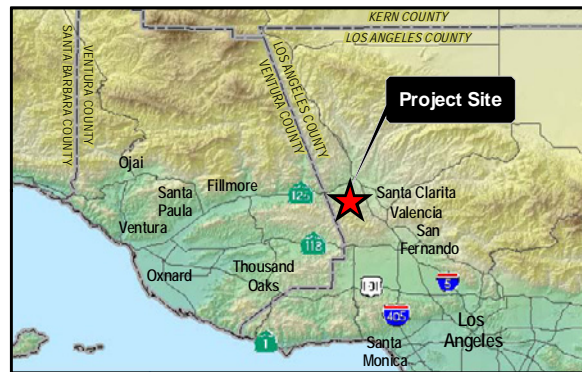 KERN COUNTY
LOS ANGELES COUNTY
SANTA BARBARA COUNTY
VENTURA COUNTY
LOS ANGELES COUNTY
VENTURA COUNTY
Project Site
Ojai
Santa
Paula
Fillmore
126
Santa Clarita
Valencia
San
Fernando
Ventura
118
Oxnard
Thousand
Oaks
101
5
405
Los
Angeles
1
Santa
Monica